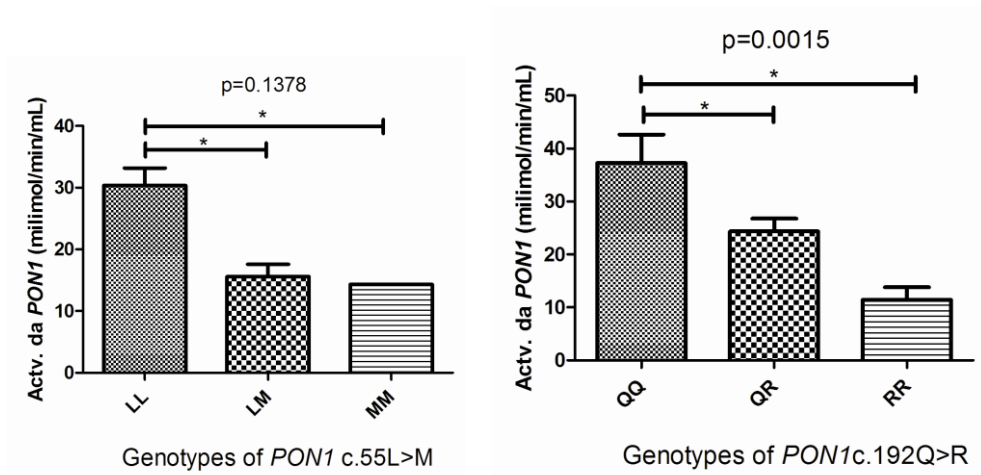 p=0.1378
*
*
40
30
20
10
0
Actv. da PON1 (milimol/min/mL)
LL
LM
MM
Genotypes of PON1 c.55L>M
p=0.0015
*
*
50
40
30
20
10
0
Actv. da PON1 (milimol/min/mL)
QQ
QR
RR
Genotypes of PON1c.192Q>R